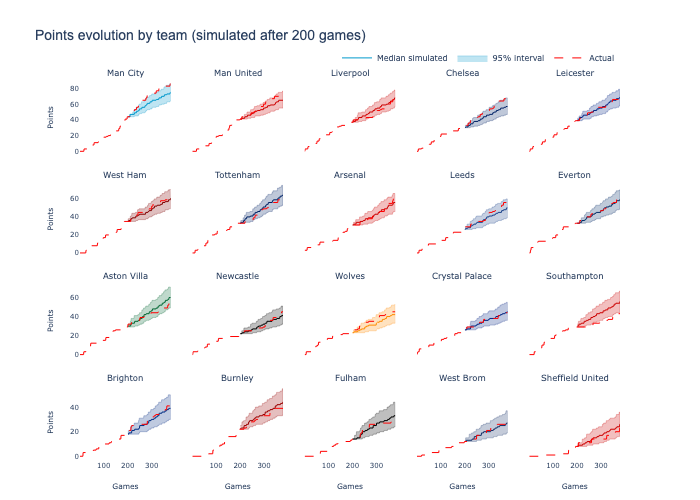 Points evolution by team (simulated after 200 games)
Median simulated 95% interval Actual
Man City Man United Liverpool Chelsea Leicester
80
60
40
20
0
Points
West Ham Tottenham Arsenal Leeds Everton
60
40
20
0
Points
Aston Villa Newcastle Wolves Crystal Palace Southampton
60
40
20
0
Points
Brighton Burnley Fulham West Brom Sheffield United
40
20
0
Points
100 200 300 100 200 300 100 200 300 100 200 300 100 200 300
Games Games Games Games Games